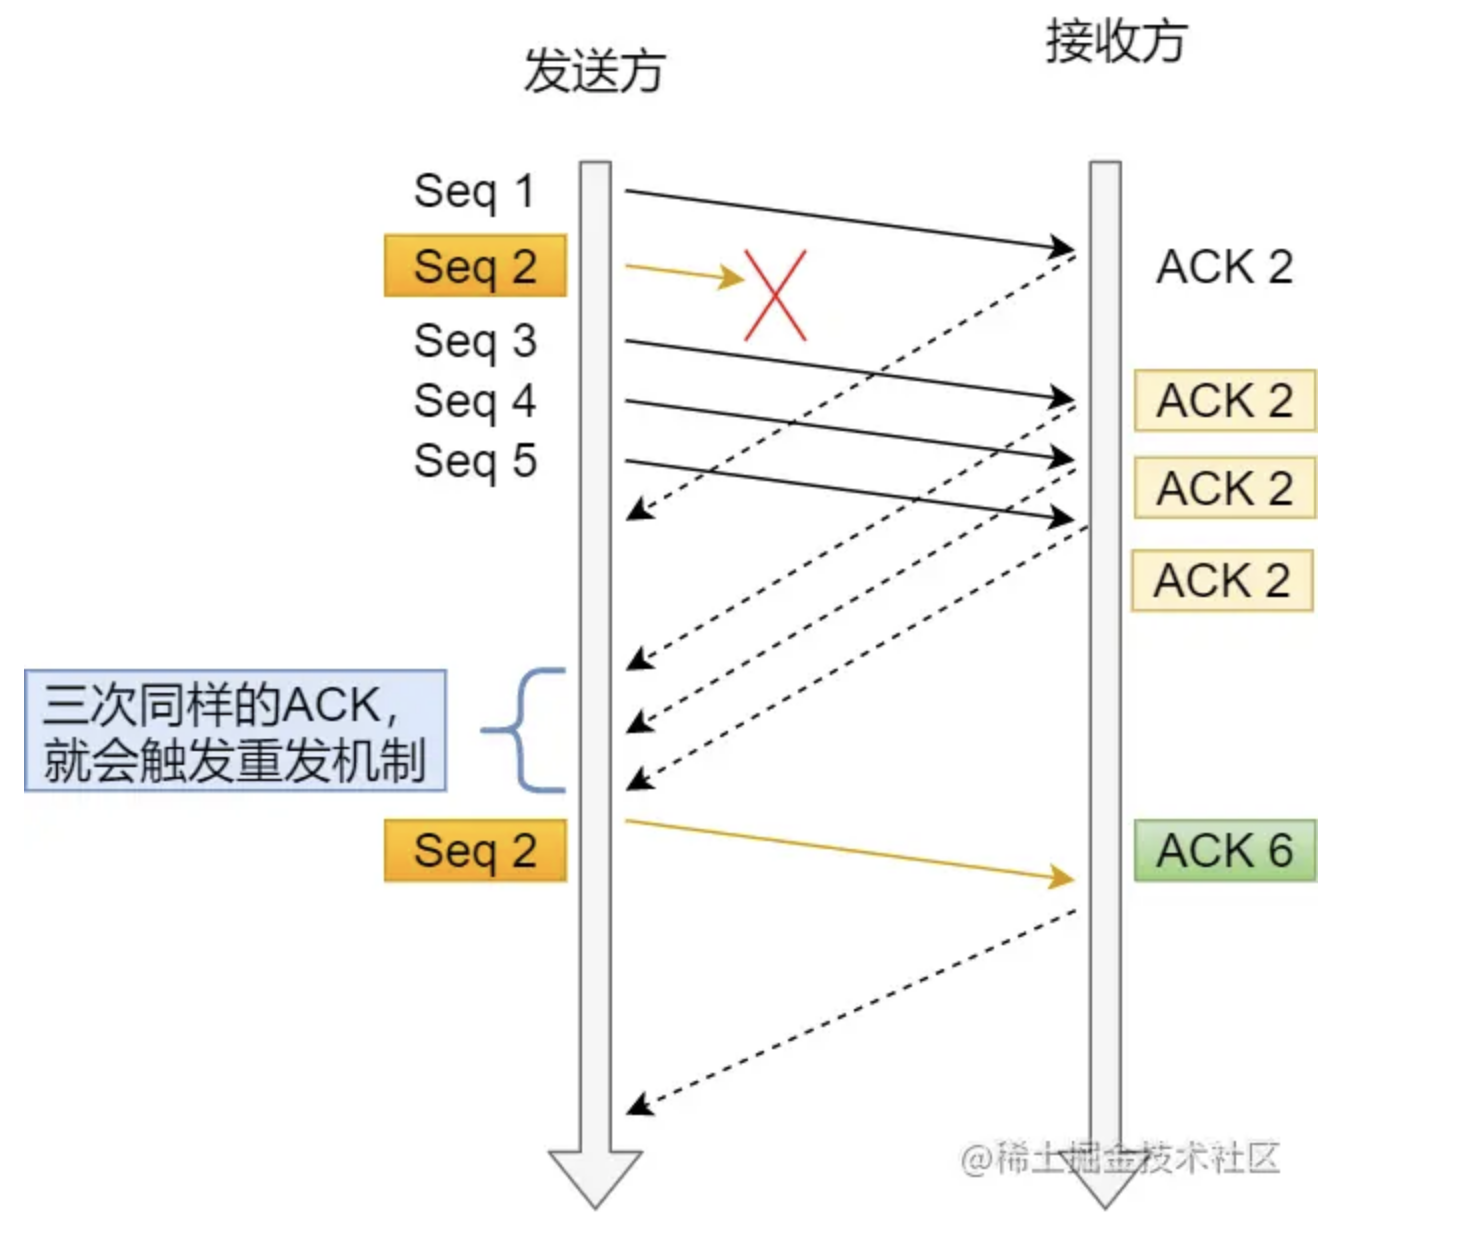 发送方
接收方
Seq 1
Seq 2
ACK 2
Seq 3
Seq 4
ACK 2
Seq 5
ACK 2
ACK 2
三次同样的ACK，
就会触发重发机制
Seq 2
ACK 6
@稀土掘金技术社区